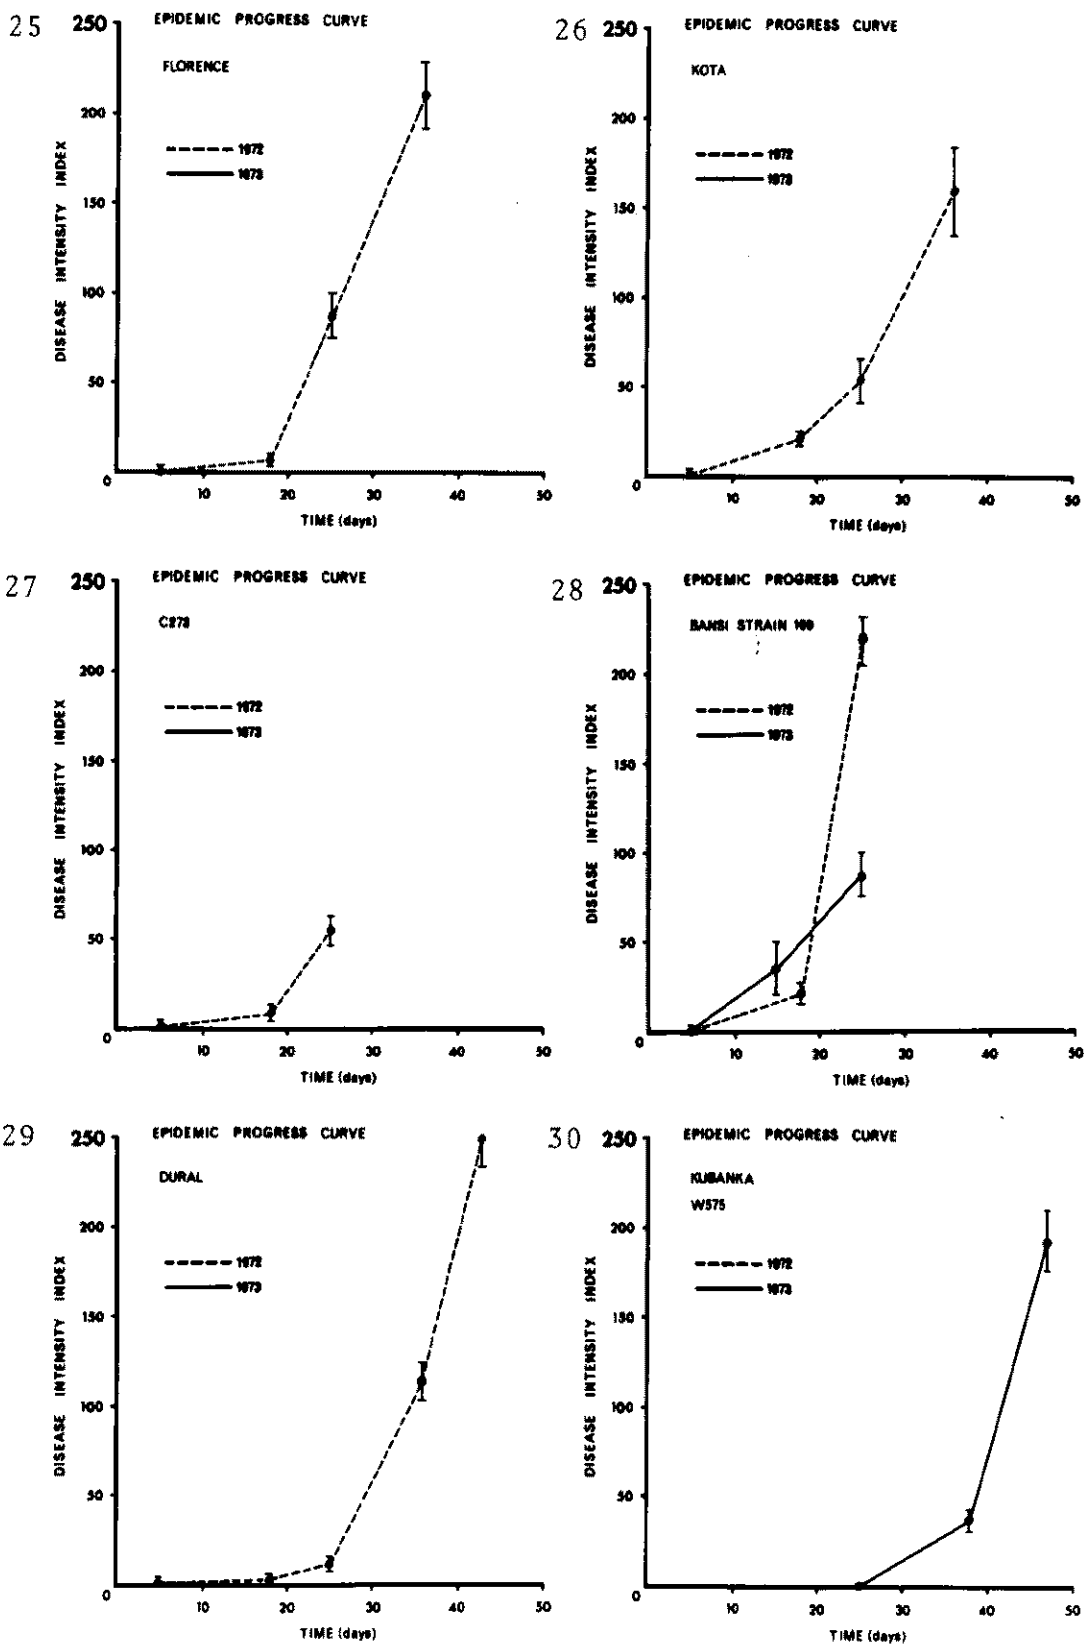 25
EPIDEMIC PROGRESS CURVE
FLORENCE
1972
1973
DISEASE INTENSITY INDEX
250
200
150
100
50
0
10 20 30 40 50
TIME (days)
26
EPIDEMIC PROGRESS CURVE
KOTA
1972
1973
DISEASE INTENSITY INDEX
250
200
150
100
50
0
10 20 30 40 50
TIME (days)
27
EPIDEMIC PROGRESS CURVE
C273
1972
1973
DISEASE INTENSITY INDEX
250
200
150
100
50
0
10 20 30 40 50
TIME (days)
28
EPIDEMIC PROGRESS CURVE
BANSI STRAIN 168
1972
1973
DISEASE INTENSITY INDEX
250
200
150
100
50
0
10 20 30 40 50
TIME (days)
29
EPIDEMIC PROGRESS CURVE
DURAL
1972
1973
DISEASE INTENSITY INDEX
250
200
150
100
50
0
10 20 30 40 50
TIME (days)
30
EPIDEMIC PROGRESS CURVE
KUBANKA
W575
1972
1973
DISEASE INTENSITY INDEX
250
200
150
100
50
0
10 20 30 40 50
TIME (days)